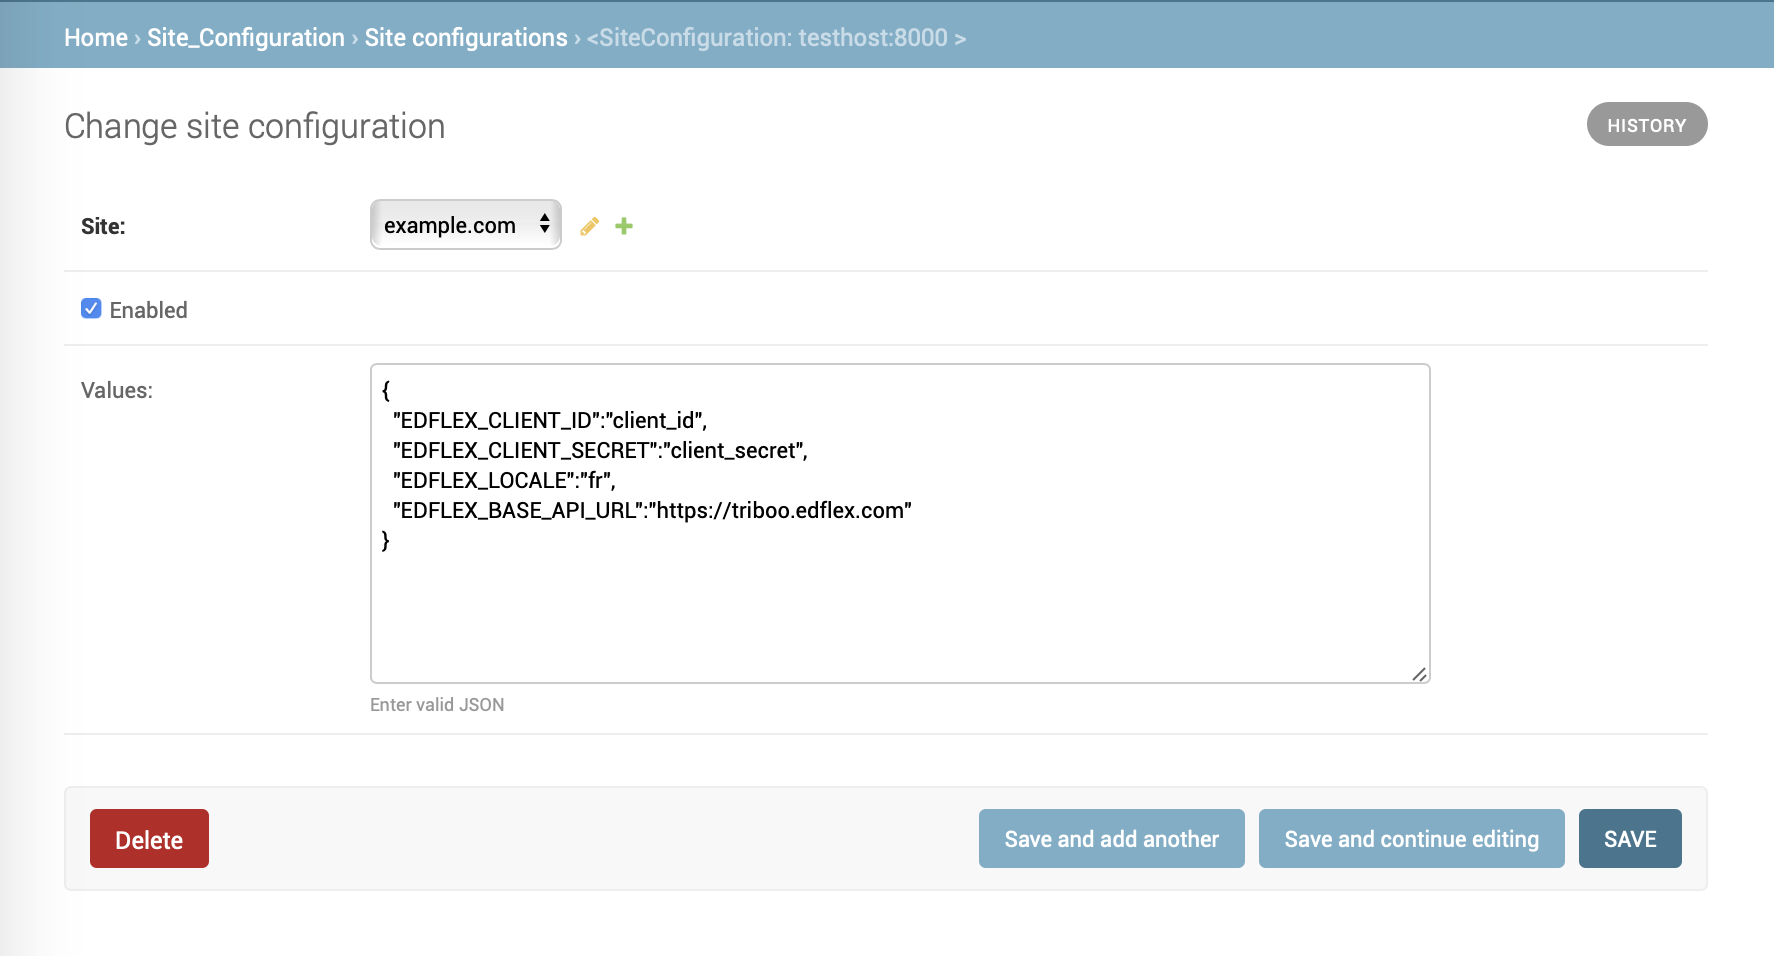 Home › Site_Configuration › Site configurations › <SiteConfiguration: testhost:8000 >
Change site configuration
HISTORY
Site:
example.com
Enabled
Values:
{
"EDFLEX_CLIENT_ID":"client_id",
"EDFLEX_CLIENT_SECRET":"client_secret",
"EDFLEX_LOCALE":"fr",
"EDFLEX_BASE_API_URL":"https://triboo.edflex.com"
}
Enter valid JSON
Delete
Save and add another
Save and continue editing
SAVE